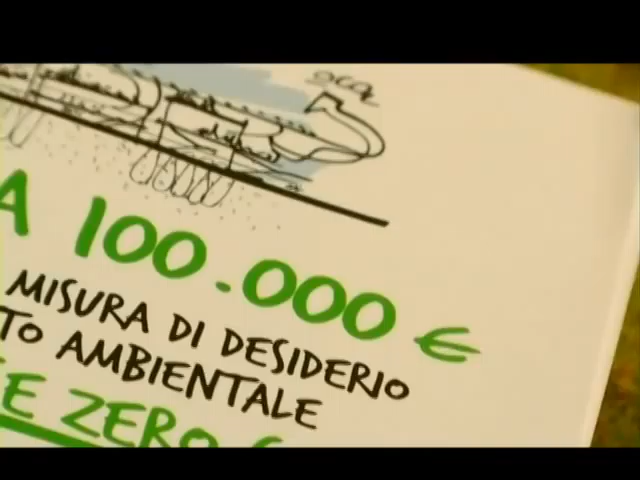 A 100.000 €
MISURA DI DESIDERIO
TO AMBIENTALE
E ZERO